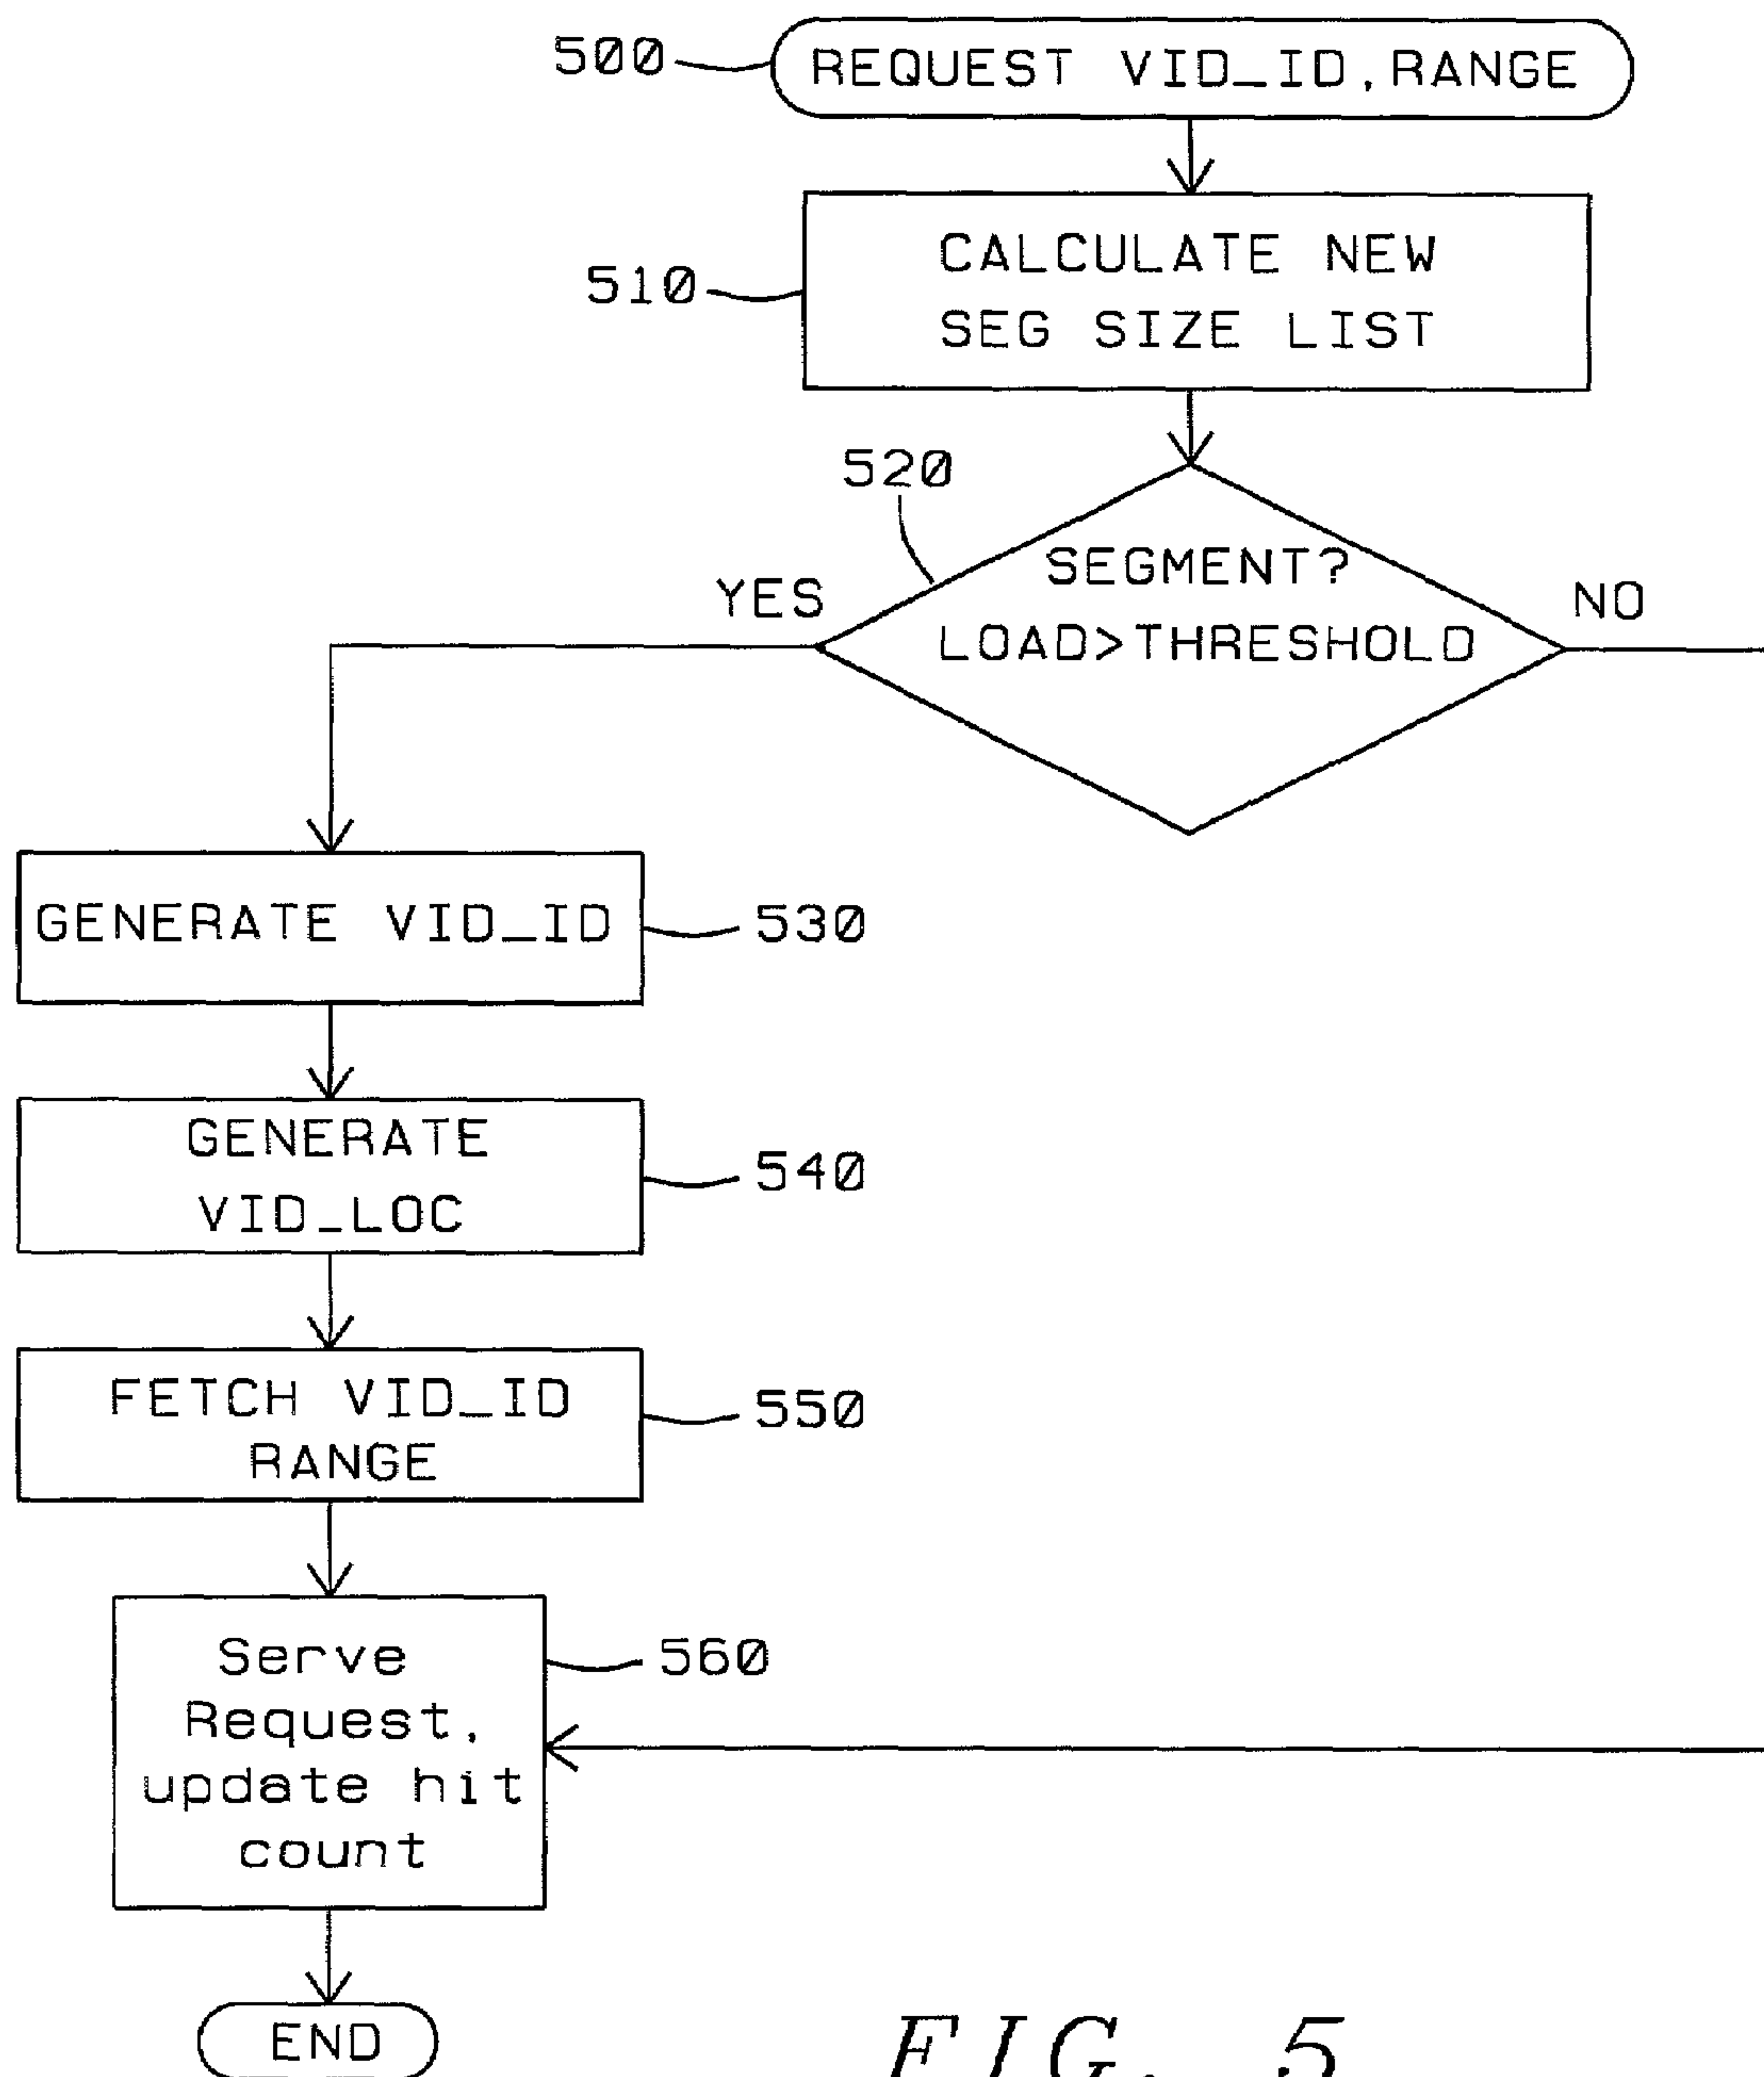 500
REQUEST VID_ID,RANGE
510
CALCULATE NEW
SEG SIZE LIST
520
SEGMENT?
LOAD>THRESHOLD
YES
NO
GENERATE VID_ID
530
GENERATE
VID_LOC
540
FETCH VID_ID
RANGE
550
Serve
Request,
update hit
count
560
END
FIG. 5